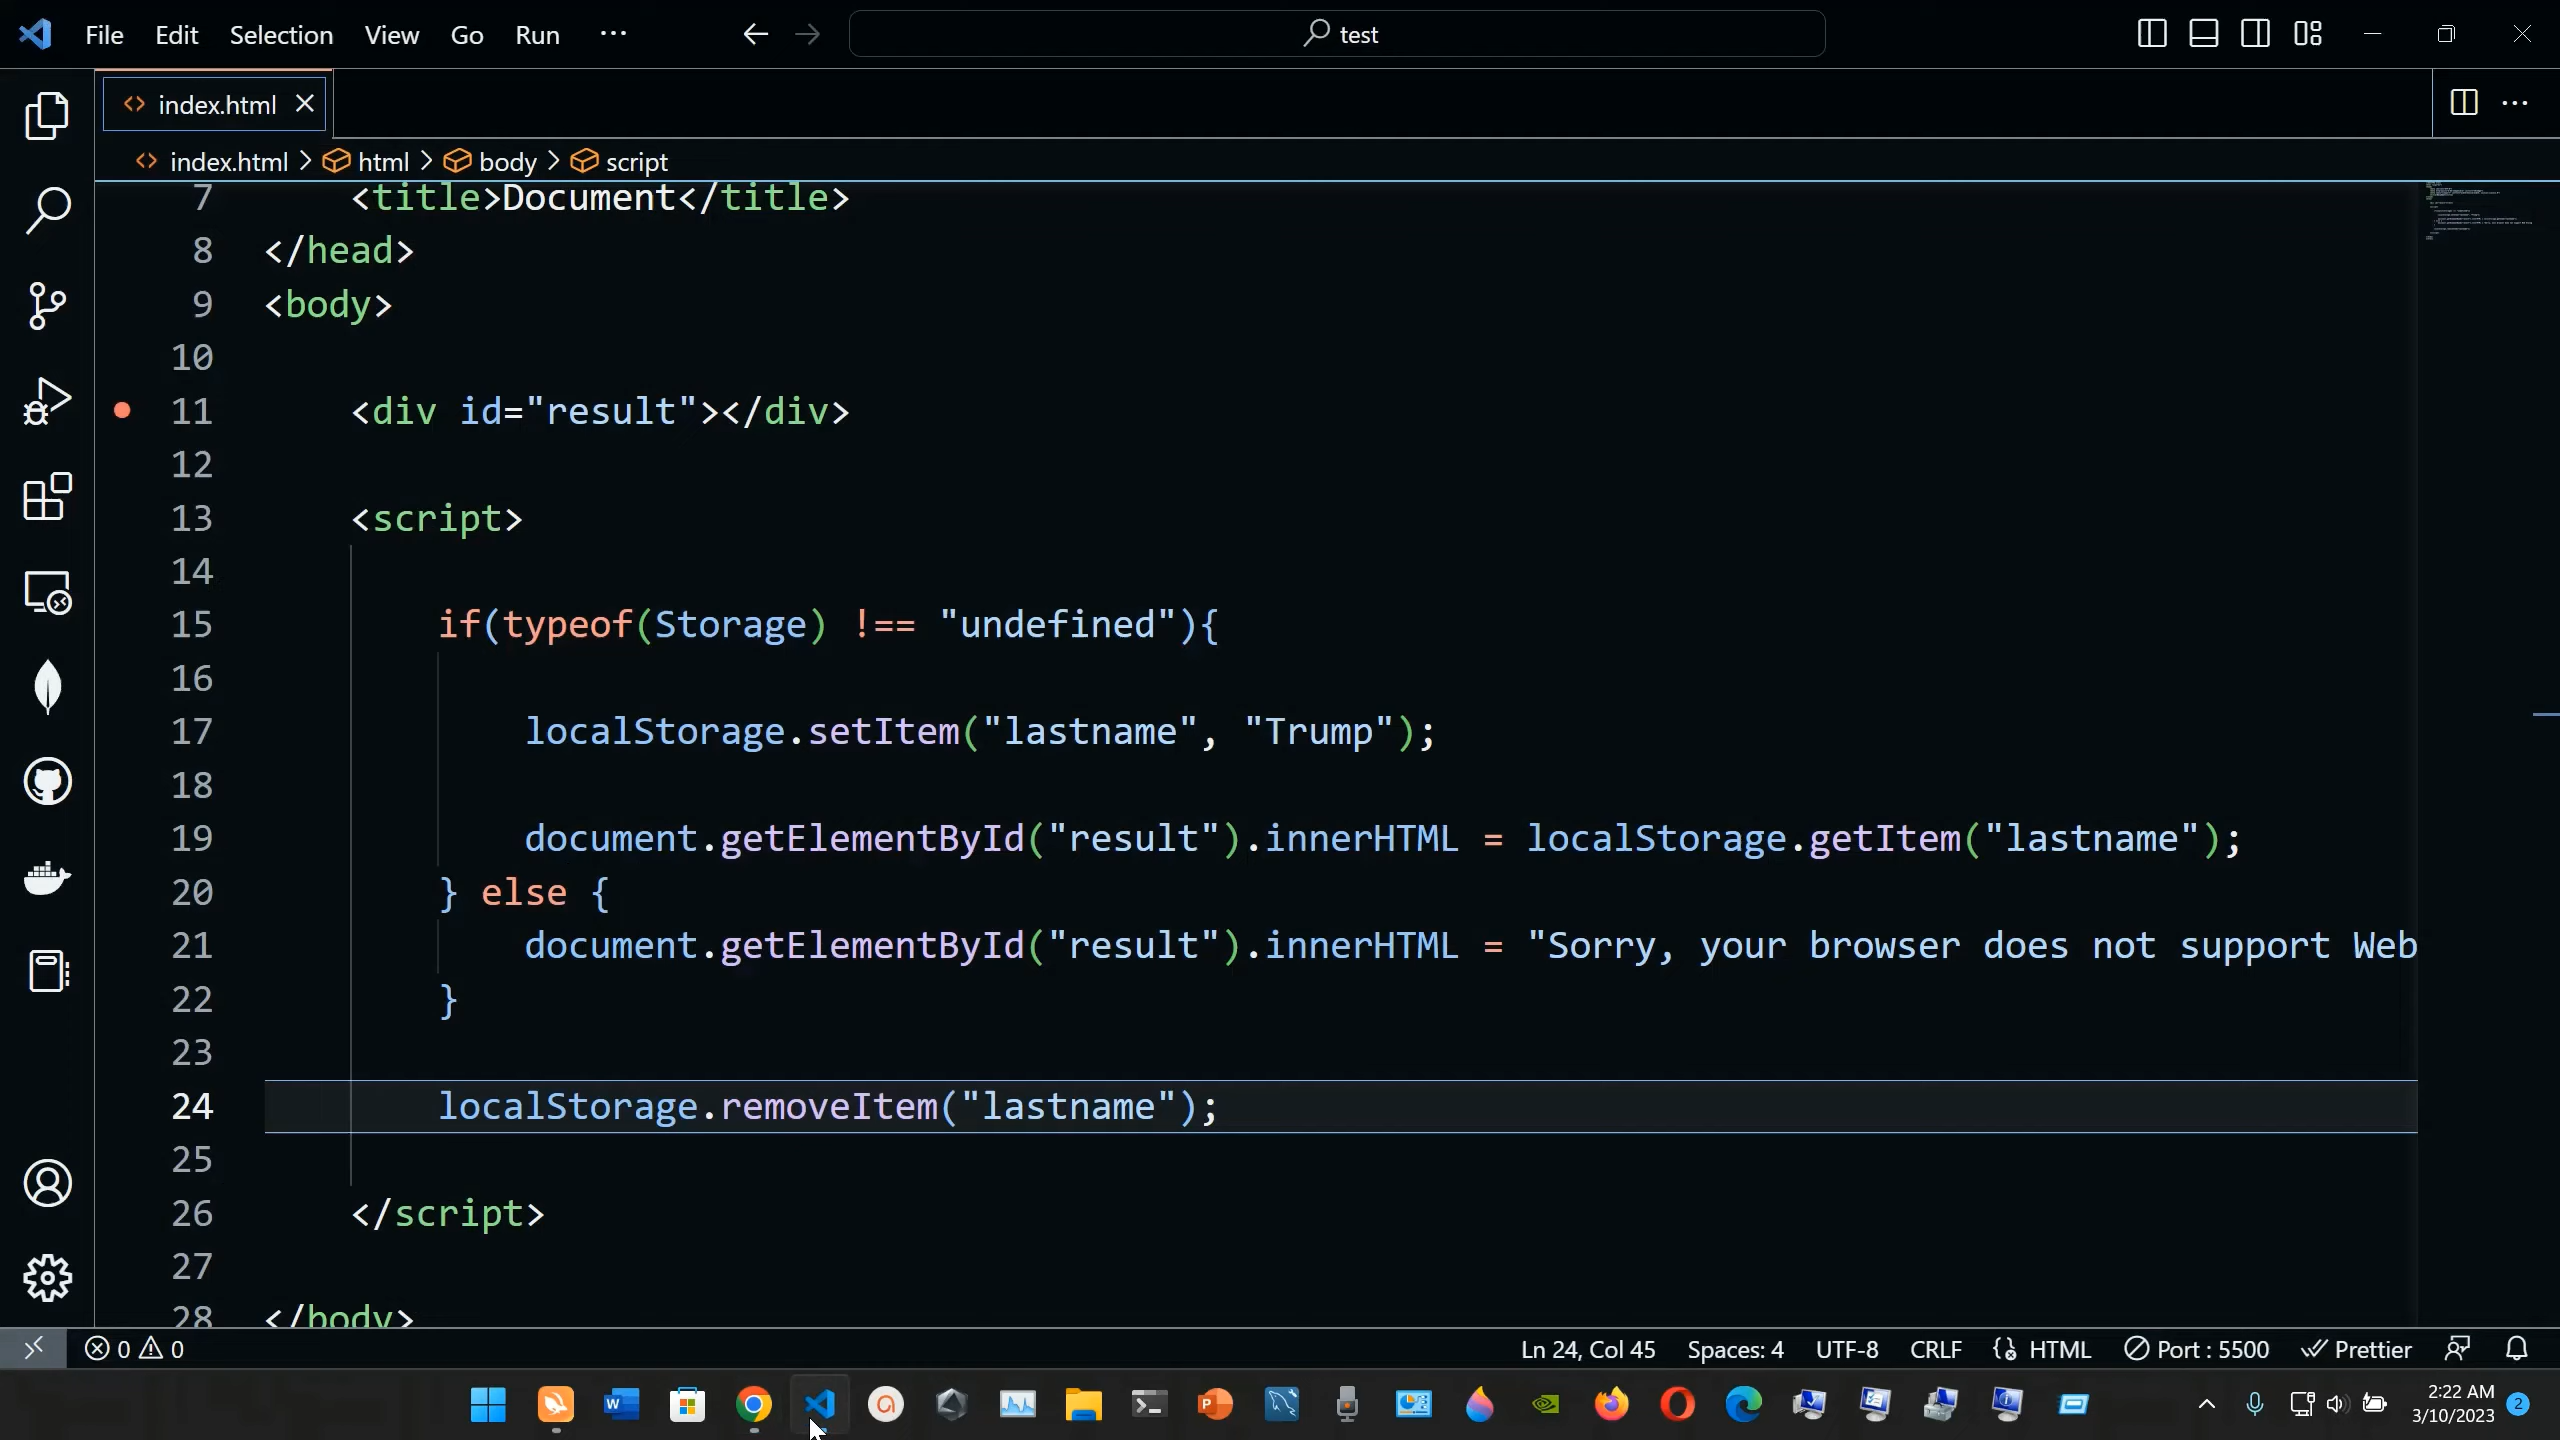 File Edit Selection View Go Run ··· test
index.html
index.html > html > body > script
7 <title>Document</title>
8 </head>
9 <body>
10
11 <div id="result"></div>
12
13 <script>
14
15 if(typeof(Storage) !== "undefined"){
16
17 localStorage.setItem("lastname", "Trump");
18
19 document.getElementById("result").innerHTML = localStorage.getItem("lastname");
20 } else {
21 document.getElementById("result").innerHTML = "Sorry, your browser does not support Web
22 }
23
24 localStorage.removeItem("lastname");
25
26 </script>
27
28 </body>
0 0 Ln 24, Col 45 Spaces: 4 UTF-8 CRLF HTML Port : 5500 Prettier
2:22 AM
3/10/2023 2